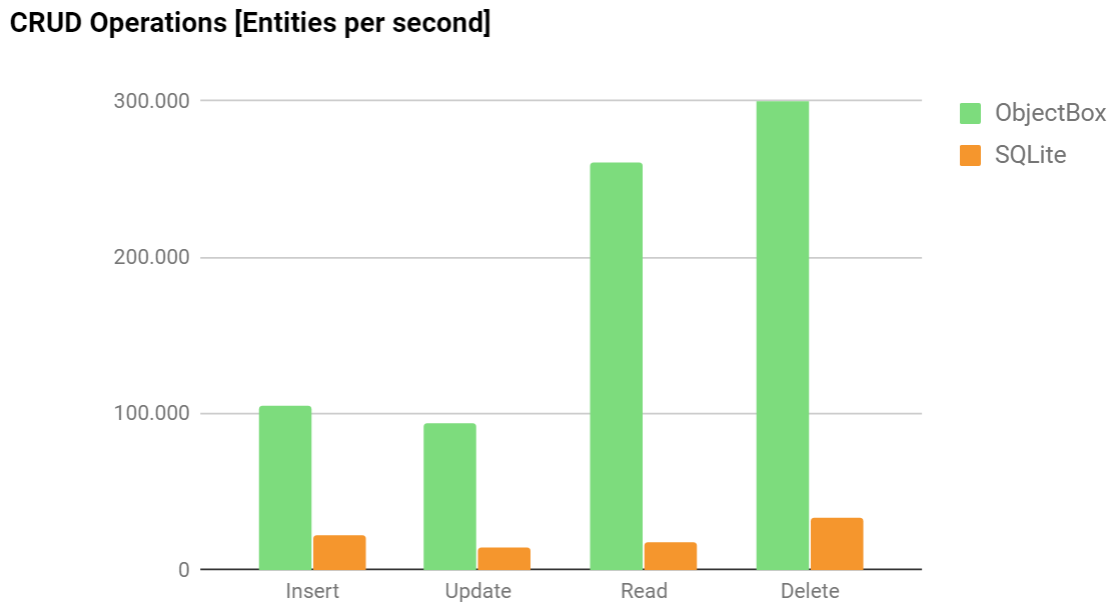 CRUD Operations [Entities per second]
300.000
200.000
100.000
0
Insert
Update
Read
Delete
ObjectBox
SQLite